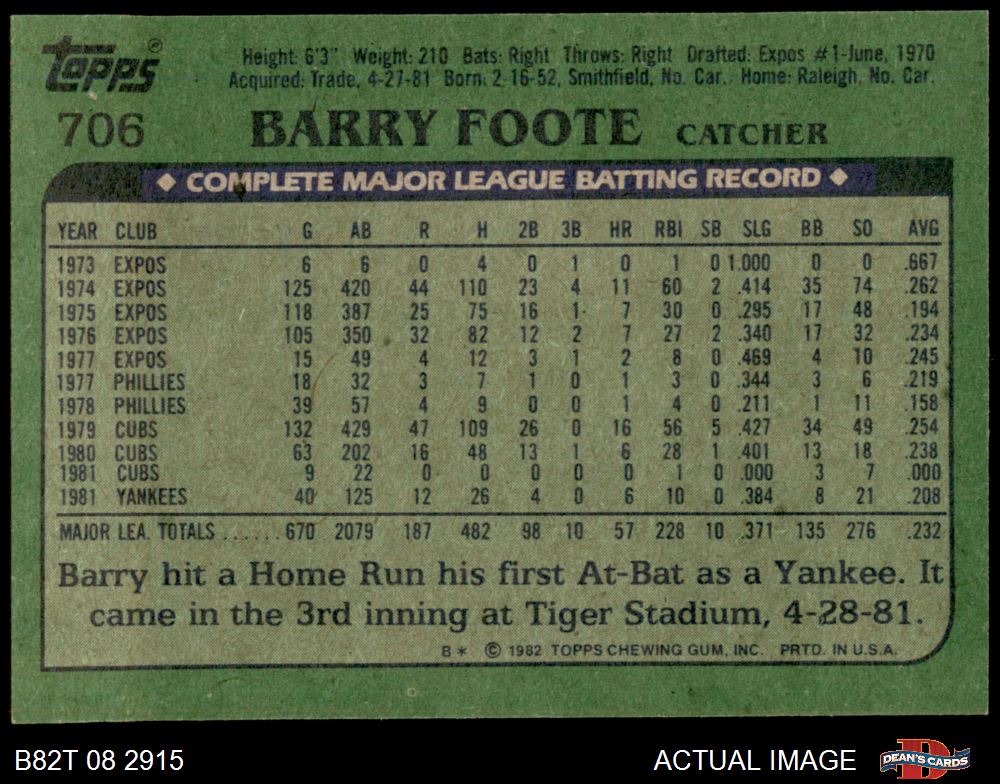 Topps®
Height: 6'3" Weight: 210 Bats: Right Throws: Right Drafted: Expos #1-June, 1970
Acquired: Trade, 4-27-81 Born: 2-16-52, Smithfield, No. Car. Home: Raleigh, No. Car.
706 BARRY FOOTE CATCHER
◆ COMPLETE MAJOR LEAGUE BATTING RECORD ◆
YEAR CLUB G AB R H 2B 3B HR RBI SB SLG BB SO AVG
1973 EXPOS 6 6 0 4 0 1 0 1 0 1.000 0 0 .667
1974 EXPOS 125 420 44 110 23 4 11 60 2 .414 35 74 .262
1975 EXPOS 118 387 25 75 16 1 7 30 0 .295 17 48 .194
1976 EXPOS 105 350 32 82 12 2 7 27 2 .340 17 32 .234
1977 EXPOS 15 49 4 12 3 1 2 8 0 .469 4 10 .245
1977 PHILLIES 18 32 3 7 1 0 1 3 0 .344 3 6 .219
1978 PHILLIES 39 57 4 9 0 0 1 4 0 .211 1 11 .158
1979 CUBS 132 429 47 109 26 0 16 56 5 .427 34 49 .254
1980 CUBS 63 202 16 48 13 1 6 28 1 .401 13 18 .238
1981 CUBS 9 22 0 0 0 0 0 1 0 .000 3 7 .000
1981 YANKEES 40 125 12 26 4 0 6 10 0 .384 8 21 .208
MAJOR LEA. TOTALS ...... 670 2079 187 482 98 10 57 228 10 .371 135 276 .232
Barry hit a Home Run his first At-Bat as a Yankee. It
came in the 3rd inning at Tiger Stadium, 4-28-81.
B* © 1982 TOPPS CHEWING GUM, INC. PRTD. IN U.S.A.
B82T 08 2915 ACTUAL IMAGE DEAN'S CARDS